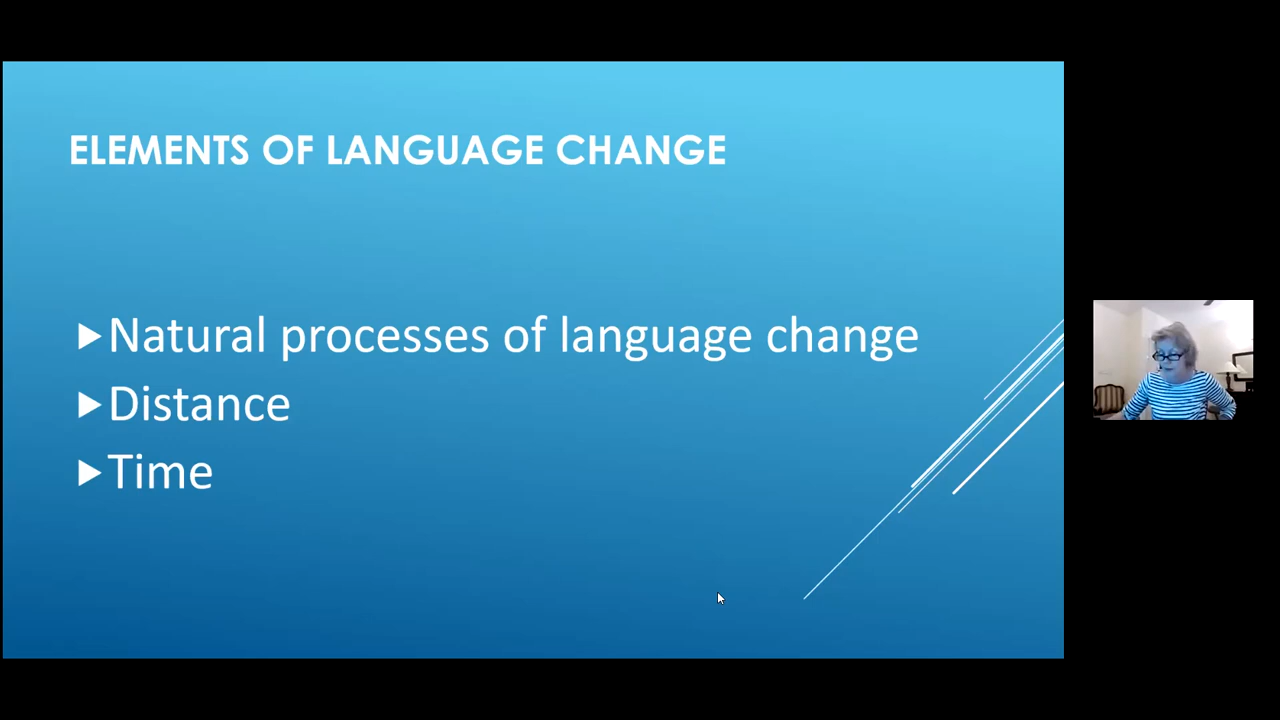 ELEMENTS OF LANGUAGE CHANGE
Natural processes of language change
Distance
Time